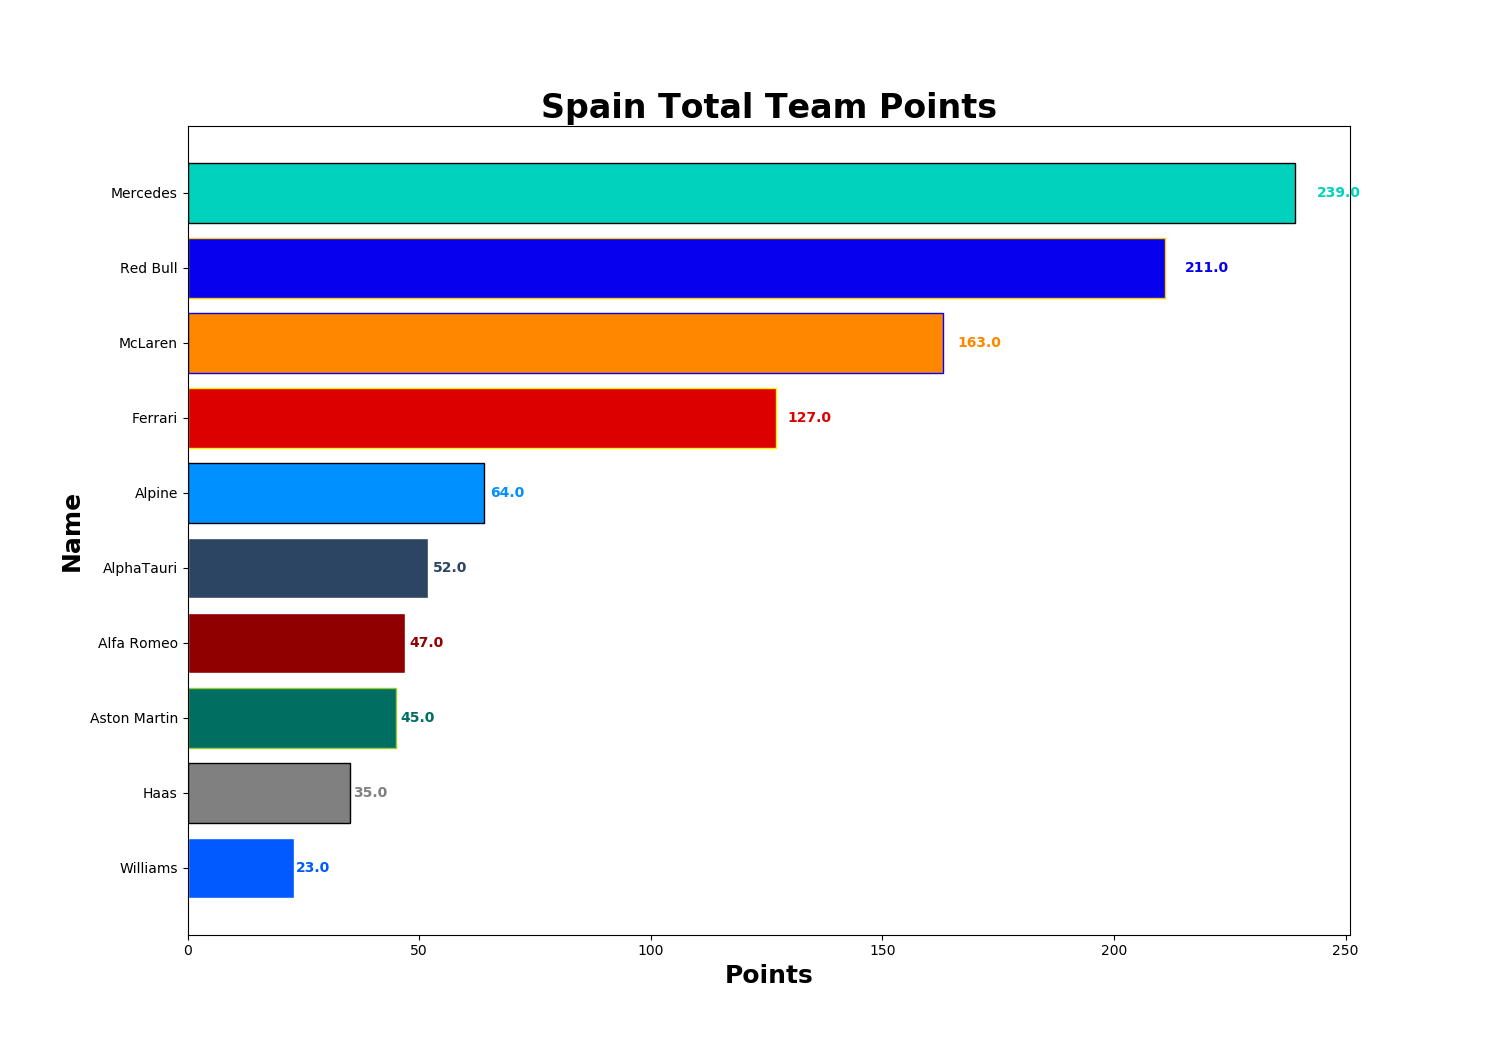 Spain Total Team Points
Mercedes 239.0
Red Bull 211.0
McLaren 163.0
Ferrari 127.0
Alpine 64.0
Name
AlphaTauri 52.0
Alfa Romeo 47.0
Aston Martin 45.0
Haas 35.0
Williams 23.0
0 50 100 150 200 250
Points